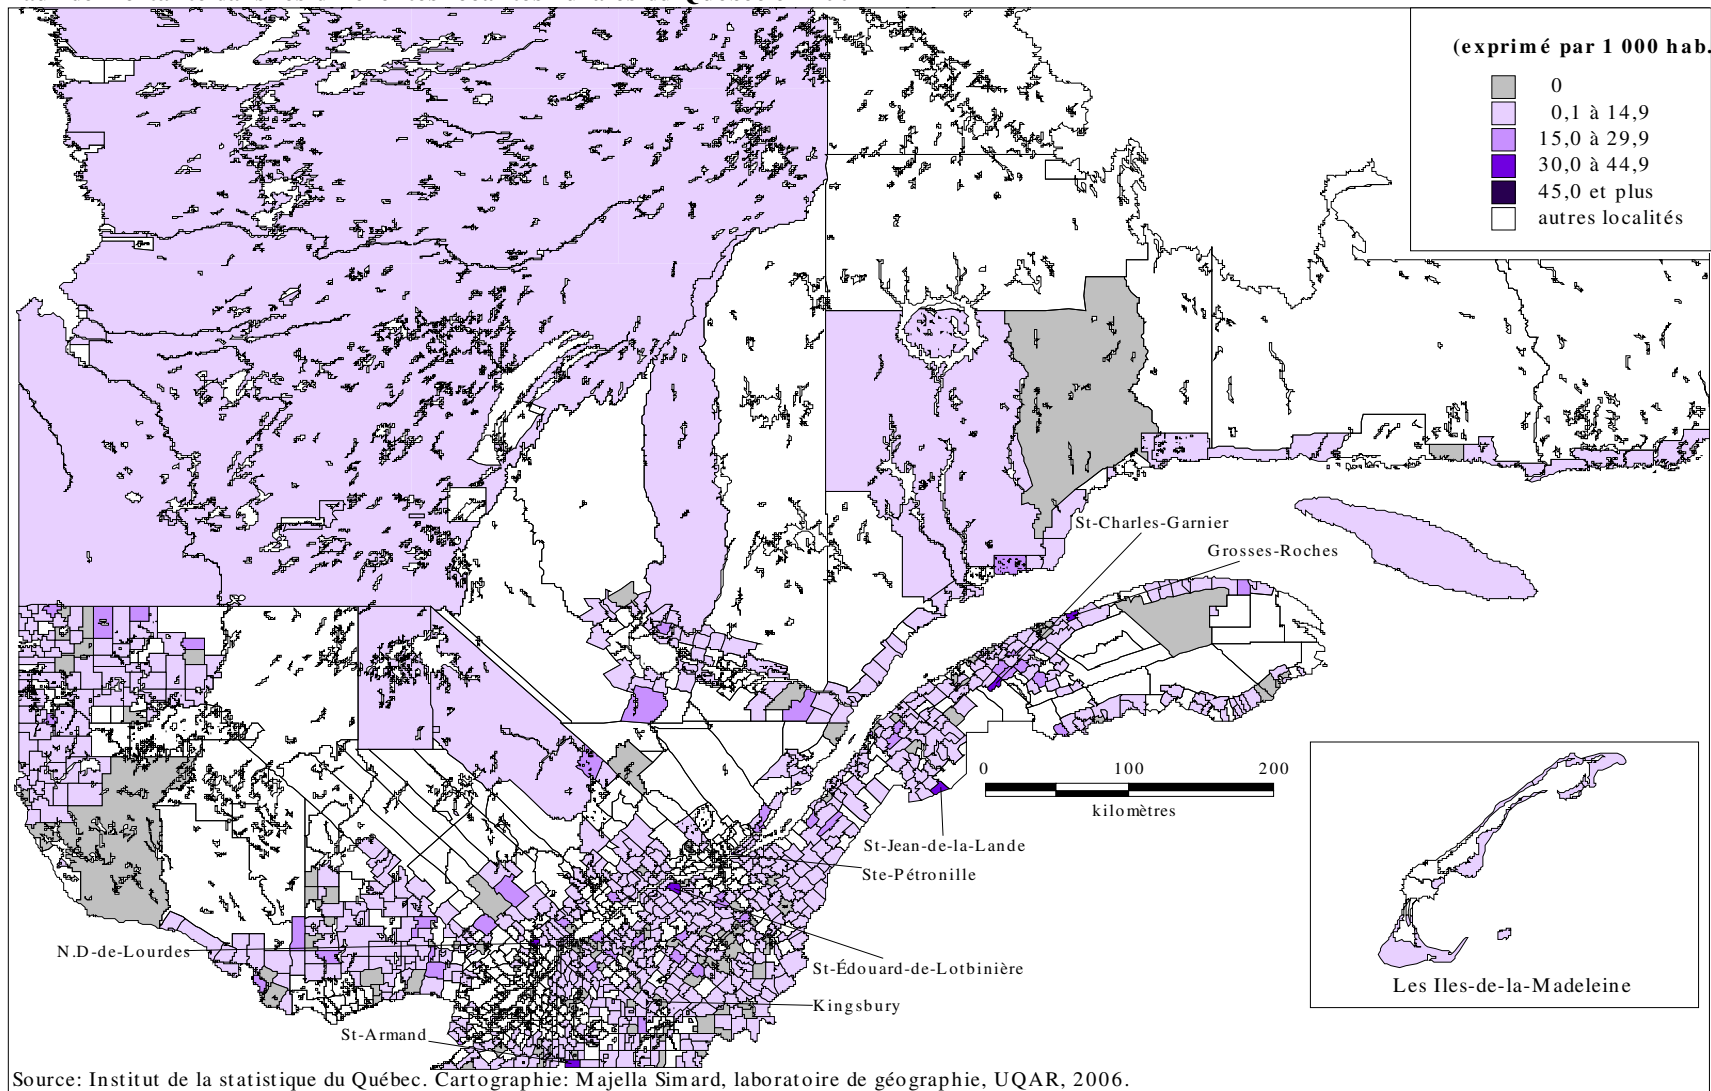 (exprimé par 1 000 hab.
0
0,1 à 14,9
15,0 à 29,9
30,0 à 44,9
45,0 et plus
autres localités
St-Charles-Garnier
Grosses-Roches
0 100 200
kilomètres
St-Jean-de-la-Lande
Ste-Pétronille
N.D-de-Lourdes
St-Édouard-de-Lotbinière
Les Iles-de-la-Madeleine
Kingsbury
St-Armand
Source: Institut de la statistique du Québec. Cartographie: Majella Simard, laboratoire de géographie, UQAR, 2006.